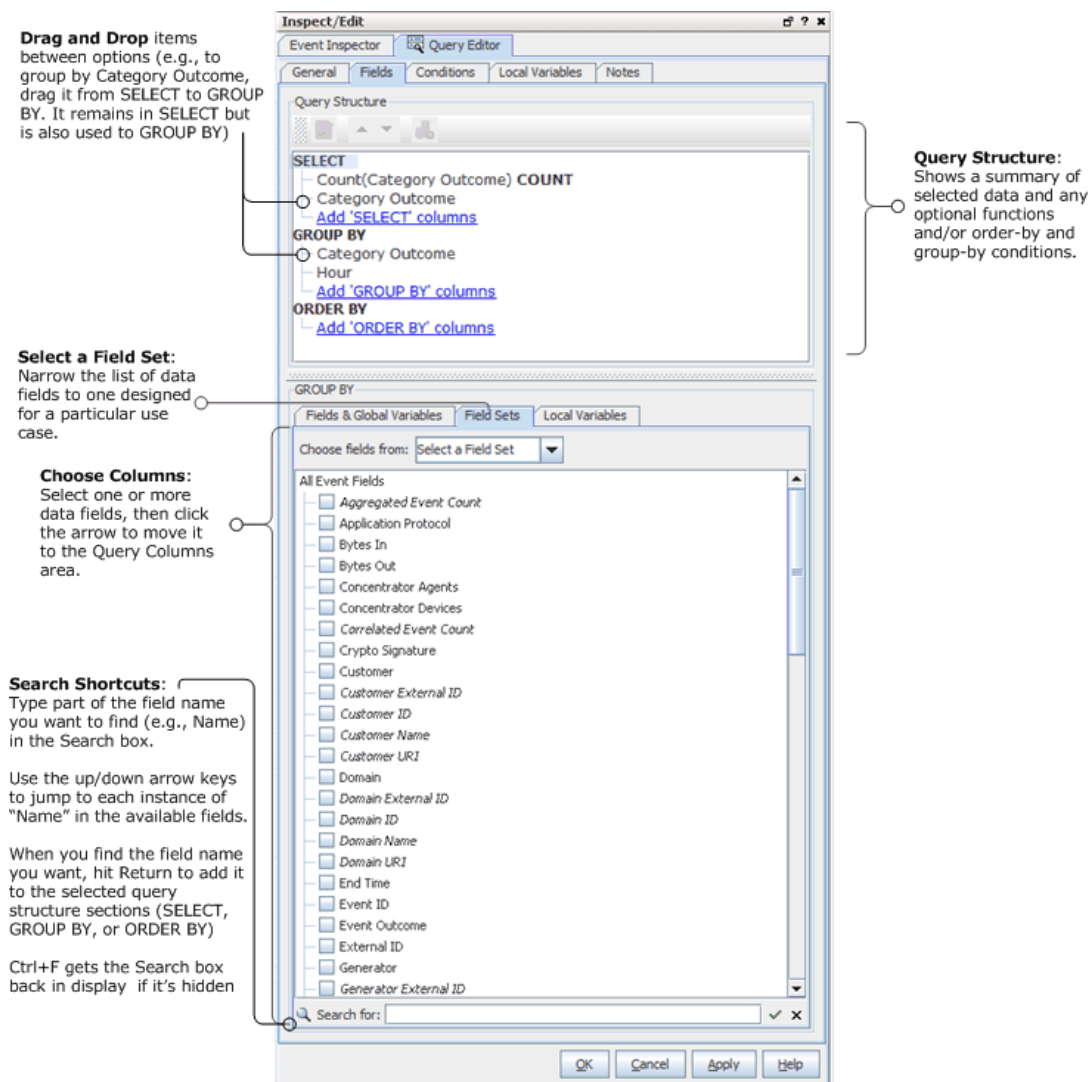 Drag and Drop items
between options (e.g., to
group by Category Outcome,
drag it from SELECT to GROUP
BY. It remains in SELECT but
is also used to GROUP BY)
Select a Field Set:
Narrow the list of data
fields to one designed
for a particular use
case.
Choose Columns:
Select one or more
data fields, then click
the arrow to move it
to the Query Columns
area.
Search Shortcuts:
Type part of the field name
you want to find (e.g., Name)
in the Search box.
Use the up/down arrow keys
to jump to each instance of
“Name” in the available fields.
When you find the field name
you want, hit Return to add it
to the selected query
structure sections (SELECT,
GROUP BY, or ORDER BY)
Ctrl+F gets the Search box
back in display if it's hidden
Inspect/Edit
Event Inspector
Query Editor
General
Fields
Conditions
Local Variables
Notes
Query Structure
SELECT
Count(Category Outcome) COUNT
Category Outcome
Add 'SELECT' columns
GROUP BY
Category Outcome
Hour
Add 'GROUP BY' columns
ORDER BY
Add 'ORDER BY' columns
GROUP BY
Fields & Global Variables
Field Sets
Local Variables
Choose fields from: Select a Field Set
All Event Fields
Aggregated Event Count
Application Protocol
Bytes In
Bytes Out
Concentrator Agents
Concentrator Devices
Correlated Event Count
Crypto Signature
Customer
Customer External ID
Customer ID
Customer Name
Customer URI
Domain
Domain External ID
Domain ID
Domain Name
Domain URI
End Time
Event ID
Event Outcome
External ID
Generator
Generator External ID
Search for:
OK
Cancel
Apply
Help
Query Structure:
Shows a summary of
selected data and any
optional functions
and/or order-by and
group-by conditions.